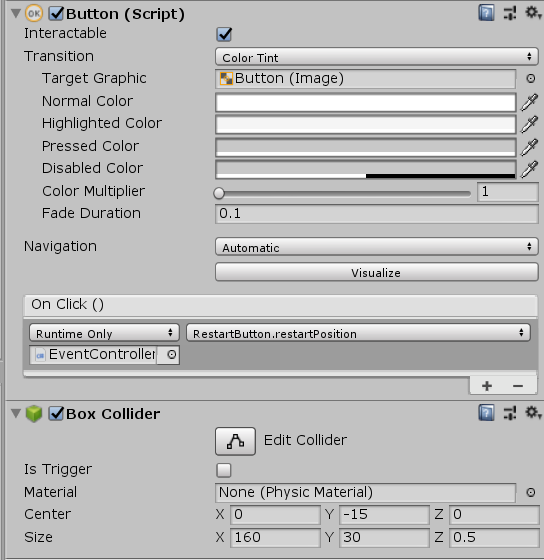 OK Button (Script)
Interactable
Transition Color Tint
Target Graphic Button (Image)
Normal Color
Highlighted Color
Pressed Color
Disabled Color
Color Multiplier 1
Fade Duration 0.1
Navigation Automatic
Visualize
On Click ()
Runtime Only RestartButton.restartPosition
EventController
+ −
Box Collider
Edit Collider
Is Trigger
Material None (Physic Material)
Center X 0 Y -15 Z 0
Size X 160 Y 30 Z 0.5